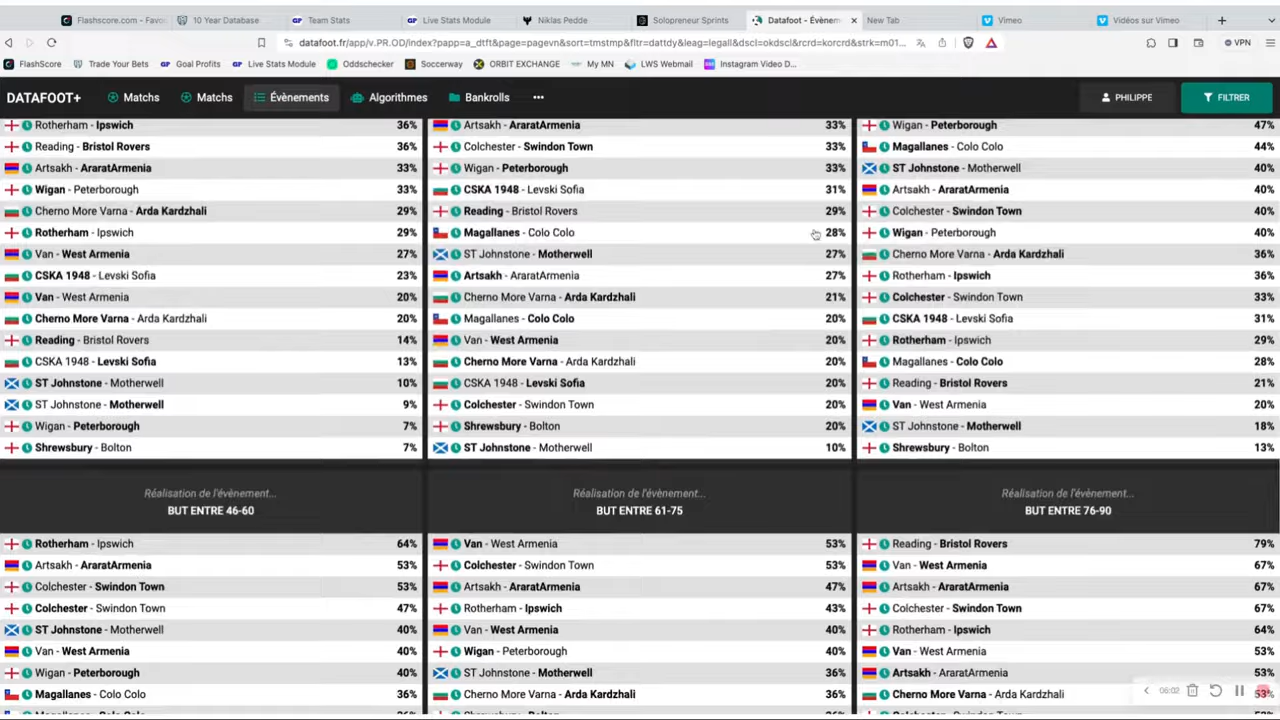 Flashscore.com - Favo
10 Year Database
Team Stats
Live Stats Module
Niklas Pedde
Solopreneur Sprints
Datafoot - Évènem
New Tab
Vimeo
Vidéos sur Vimeo
datafoot.fr/app/v.PR.OD/index?papp=a_dtft&page=pagevn&sort=tmstmp&fltr=dattdy&leag=legall&dscl=okdscl&rcrd=korcrd&strk=m01...
VPN
FlashScore
Trade Your Bets
Goal Profits
Live Stats Module
Oddschecker
Soccerway
ORBIT EXCHANGE
My MN
LWS Webmail
Instagram Video D...
DATAFOOT+
Matchs
Matchs
Évènements
Algorithmes
Bankrolls
PHILIPPE
FILTRER
Rotherham - Ipswich 36%
Reading - Bristol Rovers 36%
Artsakh - AraratArmenia 33%
Wigan - Peterborough 33%
Cherno More Varna - Arda Kardzhali 29%
Rotherham - Ipswich 29%
Van - West Armenia 27%
CSKA 1948 - Levski Sofia 23%
Van - West Armenia 20%
Cherno More Varna - Arda Kardzhali 20%
Reading - Bristol Rovers 14%
CSKA 1948 - Levski Sofia 13%
ST Johnstone - Motherwell 10%
ST Johnstone - Motherwell 9%
Wigan - Peterborough 7%
Shrewsbury - Bolton 7%
Artsakh - AraratArmenia 33%
Colchester - Swindon Town 33%
Wigan - Peterborough 33%
CSKA 1948 - Levski Sofia 31%
Reading - Bristol Rovers 29%
Magallanes - Colo Colo 28%
ST Johnstone - Motherwell 27%
Artsakh - AraratArmenia 27%
Cherno More Varna - Arda Kardzhali 21%
Magallanes - Colo Colo 20%
Van - West Armenia 20%
Cherno More Varna - Arda Kardzhali 20%
CSKA 1948 - Levski Sofia 20%
Colchester - Swindon Town 20%
Shrewsbury - Bolton 20%
ST Johnstone - Motherwell 10%
Wigan - Peterborough 47%
Magallanes - Colo Colo 44%
ST Johnstone - Motherwell 40%
Artsakh - AraratArmenia 40%
Colchester - Swindon Town 40%
Wigan - Peterborough 40%
Cherno More Varna - Arda Kardzhali 36%
Rotherham - Ipswich 36%
Colchester - Swindon Town 33%
CSKA 1948 - Levski Sofia 31%
Rotherham - Ipswich 29%
Magallanes - Colo Colo 28%
Reading - Bristol Rovers 21%
Van - West Armenia 20%
ST Johnstone - Motherwell 18%
Shrewsbury - Bolton 13%
Réalisation de l'évènement...
BUT ENTRE 46-60
Rotherham - Ipswich 64%
Artsakh - AraratArmenia 53%
Colchester - Swindon Town 53%
Colchester - Swindon Town 47%
ST Johnstone - Motherwell 40%
Van - West Armenia 40%
Wigan - Peterborough 40%
Magallanes - Colo Colo 36%
Réalisation de l'évènement...
BUT ENTRE 61-75
Van - West Armenia 53%
Colchester - Swindon Town 53%
Artsakh - AraratArmenia 47%
Rotherham - Ipswich 43%
Van - West Armenia 40%
Wigan - Peterborough 40%
ST Johnstone - Motherwell 36%
Cherno More Varna - Arda Kardzhali 36%
Réalisation de l'évènement...
BUT ENTRE 76-90
Reading - Bristol Rovers 79%
Van - West Armenia 67%
Artsakh - AraratArmenia 67%
Colchester - Swindon Town 67%
Rotherham - Ipswich 64%
Van - West Armenia 53%
Artsakh - AraratArmenia 53%
Cherno More Varna - Arda Kardzhali 53%
06:02